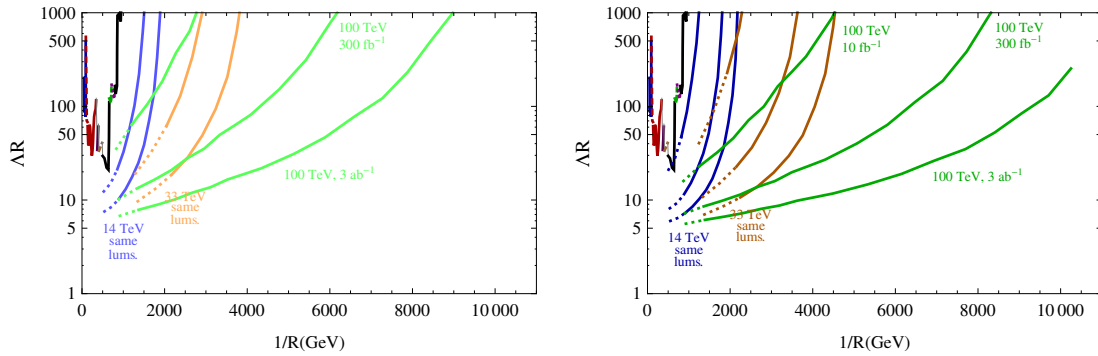 1000
500
100
50
10
5
1
ΛR
0
2000
4000
6000
8000
10 000
1/R(GeV)
100 TeV
300 fb⁻¹
100 TeV, 3 ab⁻¹
33 TeV
same
lums.
14 TeV
same
lums.
1000
500
100
50
10
5
1
ΛR
0
2000
4000
6000
8000
10 000
1/R(GeV)
100 TeV
10 fb⁻¹
100 TeV
300 fb⁻¹
100 TeV, 3 ab⁻¹
33 TeV
same
lums.
14 TeV
same
lums.